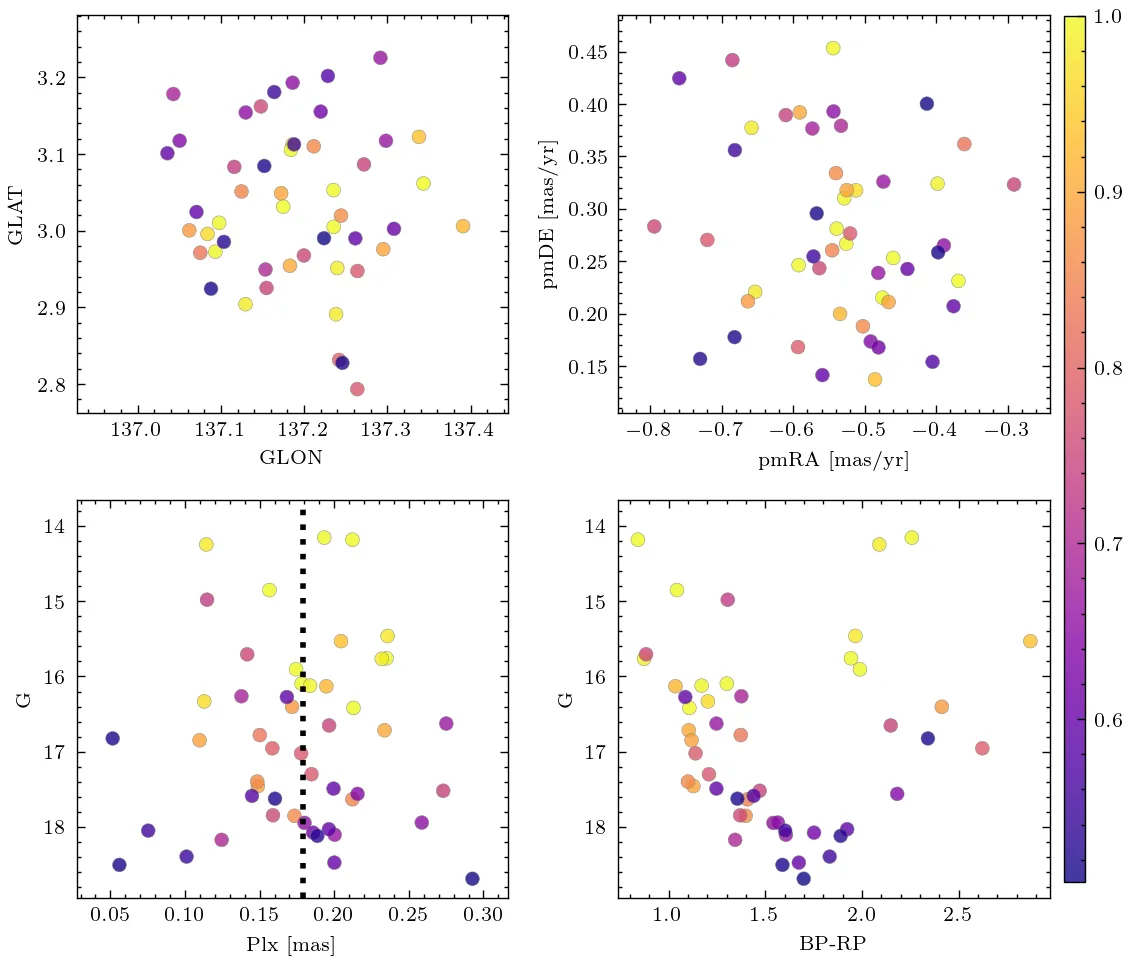 3.2
3.1
3.0
2.9
2.8
GLAT
137.0 137.1 137.2 137.3 137.4
GLON
0.45
0.40
0.35
0.30
0.25
0.20
0.15
pmDE [mas/yr]
−0.8 −0.7 −0.6 −0.5 −0.4 −0.3
pmRA [mas/yr]
1.0
0.9
0.8
0.7
0.6
14
15
16
17
18
G
0.05 0.10 0.15 0.20 0.25 0.30
Plx [mas]
14
15
16
17
18
G
1.0 1.5 2.0 2.5
BP-RP